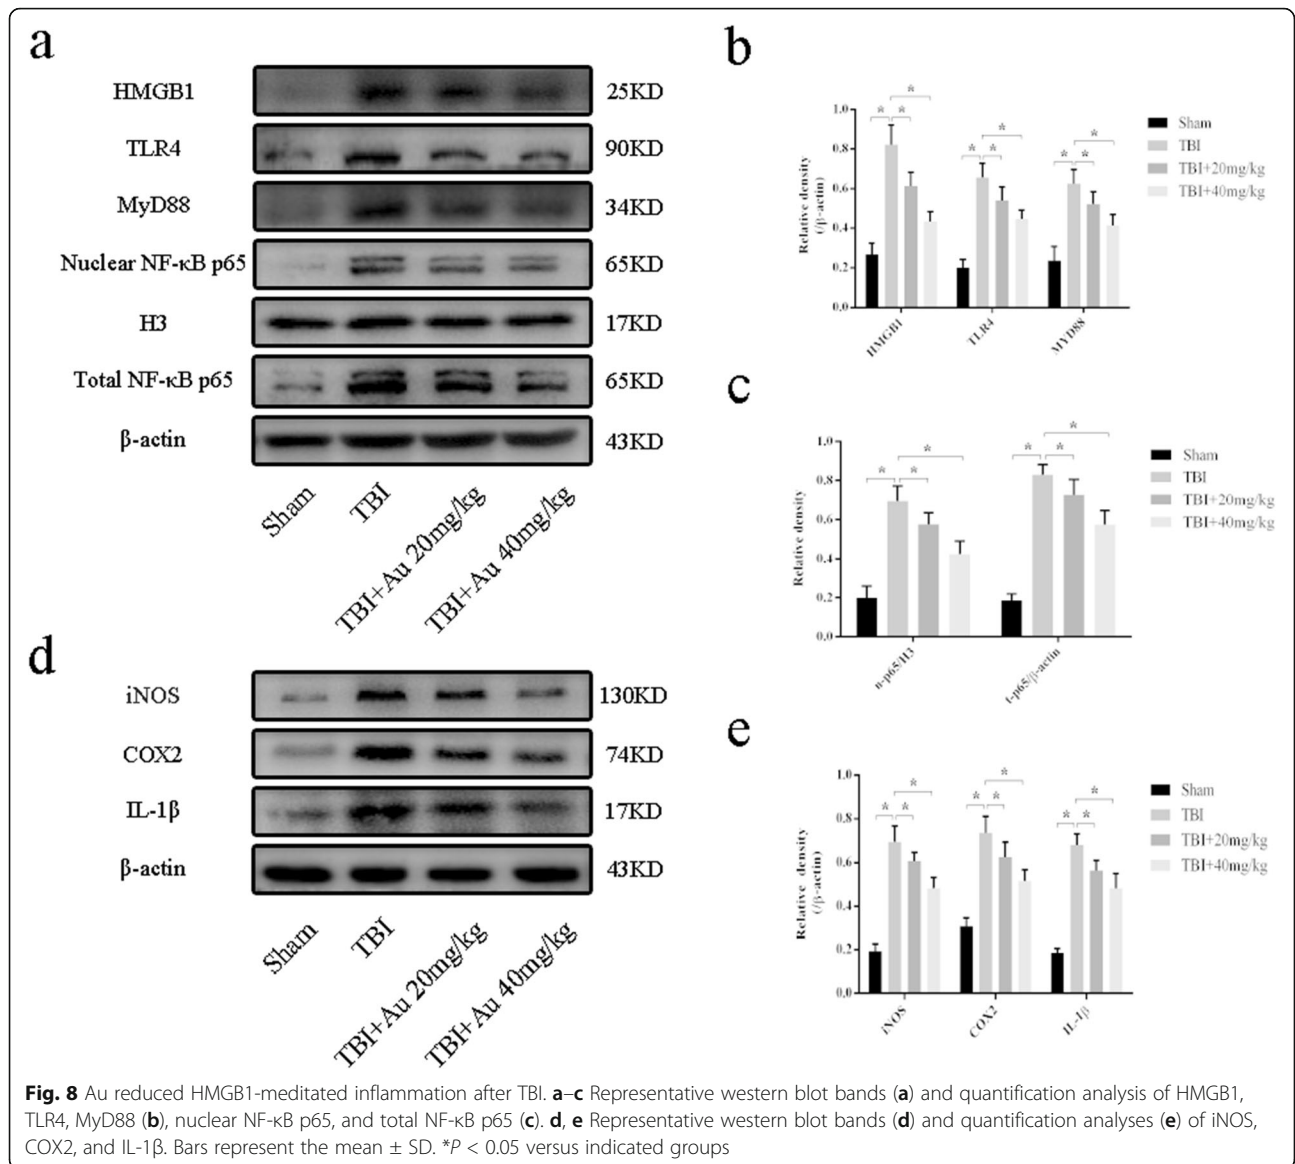 a
HMGB1 25KD
TLR4 90KD
MyD88 34KD
Nuclear NF-κB p65 65KD
H3 17KD
Total NF-κB p65 65KD
β-actin 43KD
Sham TBI TBI+Au 20mg/kg TBI+Au 40mg/kg
b
Relative density
(/β-actin)
1.0
0.8
0.6
0.4
0.2
0.0
* * * * * * * * *
HMGB1 TLR4 MYD88
Sham
TBI
TBI+20mg/kg
TBI+40mg/kg
c
Relative density
1.0
0.8
0.6
0.4
0.2
0.0
* * * * * *
n-p65/H3 t-p65/β-actin
Sham
TBI
TBI+20mg/kg
TBI+40mg/kg
d
iNOS 130KD
COX2 74KD
IL-1β 17KD
β-actin 43KD
Sham TBI TBI+Au 20mg/kg TBI+Au 40mg/kg
e
Relative density
(/β-actin)
1.0
0.8
0.6
0.4
0.2
0.0
* * * * * * * * *
iNOS COX2 IL-1β
Sham
TBI
TBI+20mg/kg
TBI+40mg/kg
Fig. 8 Au reduced HMGB1-meditated inflammation after TBI. a–c Representative western blot bands (a) and quantification analysis of HMGB1,
TLR4, MyD88 (b), nuclear NF-κB p65, and total NF-κB p65 (c). d, e Representative western blot bands (d) and quantification analyses (e) of iNOS,
COX2, and IL-1β. Bars represent the mean ± SD. *P < 0.05 versus indicated groups